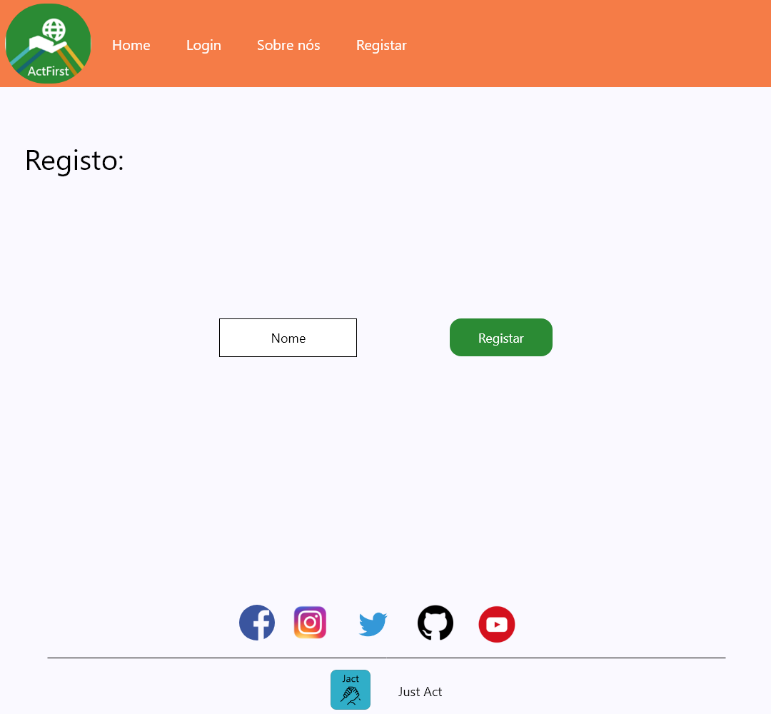 ActFirst
Home Login Sobre nós Registar
Registo:
Nome Registar
Jact
Just Act